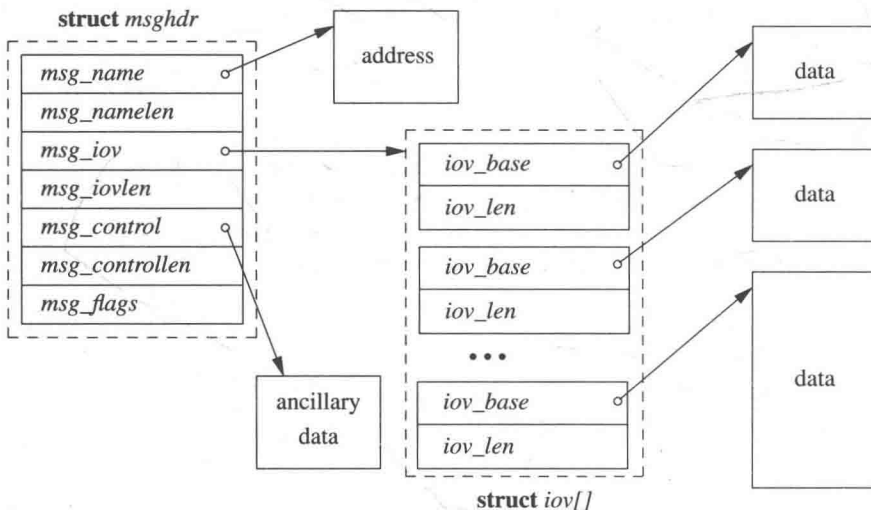 struct msghdr
msg_name
msg_namelen
msg_iov
msg_iovlen
msg_control
msg_controllen
msg_flags
address
ancillary
data
iov_base
iov_len
iov_base
iov_len
•••
iov_base
iov_len
struct iov[]
data
data
data